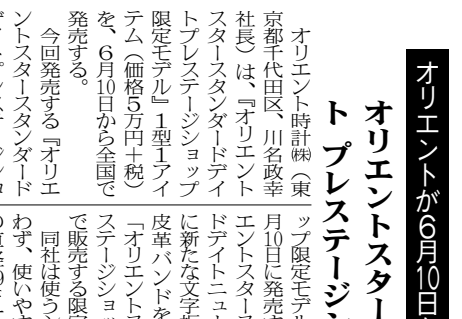 オリエントが6月10日
オリエントスター
ト プレステージシ
　オリエント時計㈱（東
京都千代田区、川名政幸
社長）は、『オリエント
スタースタンダードデイ
トプレステージショップ
限定モデル』１型１アイ
テム（価格５万円＋税）
を、６月10日から全国で
発売する。
　今回発売する『オリエ
ントスタースタンダード
ップ限定モデル
月10日に発売
エントスタース
ドデイトニュー
に新たな文字
皮革バンドを
「オリエントス
ステージショッ
で販売する限定
　同社は使う
わず、使いや